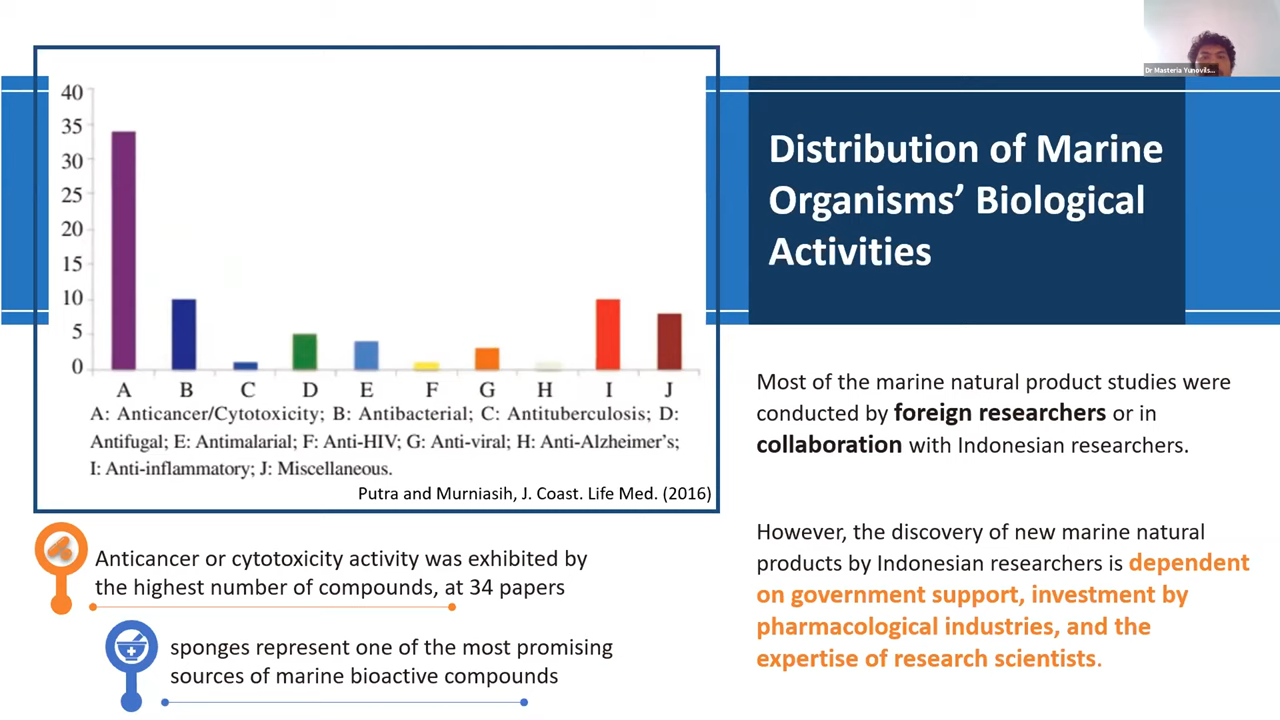 Dr Masteria Yunovils...
40
35
30
25
20
15
10
5
0
A B C D E F G H I J
A: Anticancer/Cytotoxicity; B: Antibacterial; C: Antituberculosis; D:
Antifugal; E: Antimalarial; F: Anti-HIV; G: Anti-viral; H: Anti-Alzheimer's;
I: Anti-inflammatory; J: Miscellaneous.
Putra and Murniasih, J. Coast. Life Med. (2016)
Anticancer or cytotoxicity activity was exhibited by
the highest number of compounds, at 34 papers
sponges represent one of the most promising
sources of marine bioactive compounds
Distribution of Marine
Organisms’ Biological
Activities
Most of the marine natural product studies were
conducted by foreign researchers or in
collaboration with Indonesian researchers.
However, the discovery of new marine natural
products by Indonesian researchers is dependent
on government support, investment by
pharmacological industries, and the
expertise of research scientists.